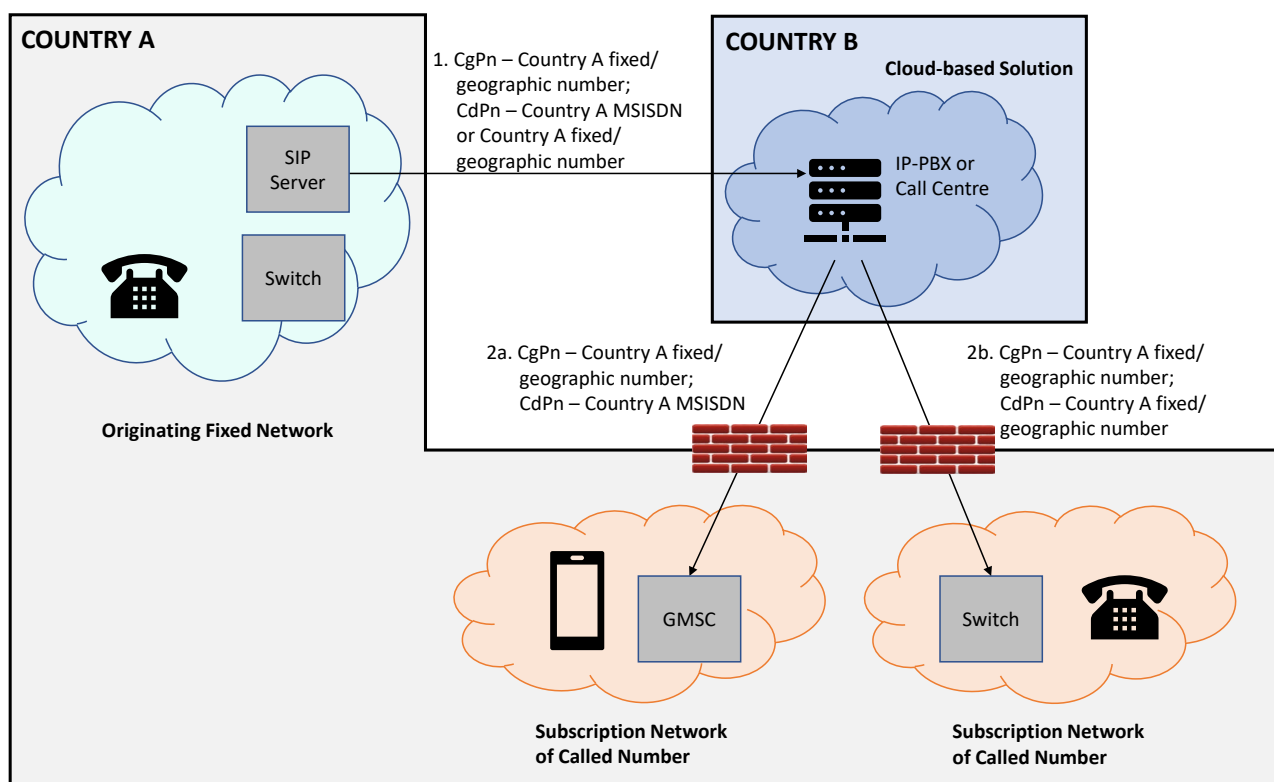 COUNTRY A
COUNTRY B
1. CgPn – Country A fixed/
geographic number;
CdPn – Country A MSISDN
or Country A fixed/
geographic number
Cloud-based Solution
SIP
Server
IP-PBX or
Call Centre
Switch
2a. CgPn – Country A fixed/
geographic number;
CdPn – Country A MSISDN
2b. CgPn – Country A fixed/
geographic number;
CdPn – Country A fixed/
geographic number
Originating Fixed Network
GMSC
Switch
Subscription Network
of Called Number
Subscription Network
of Called Number